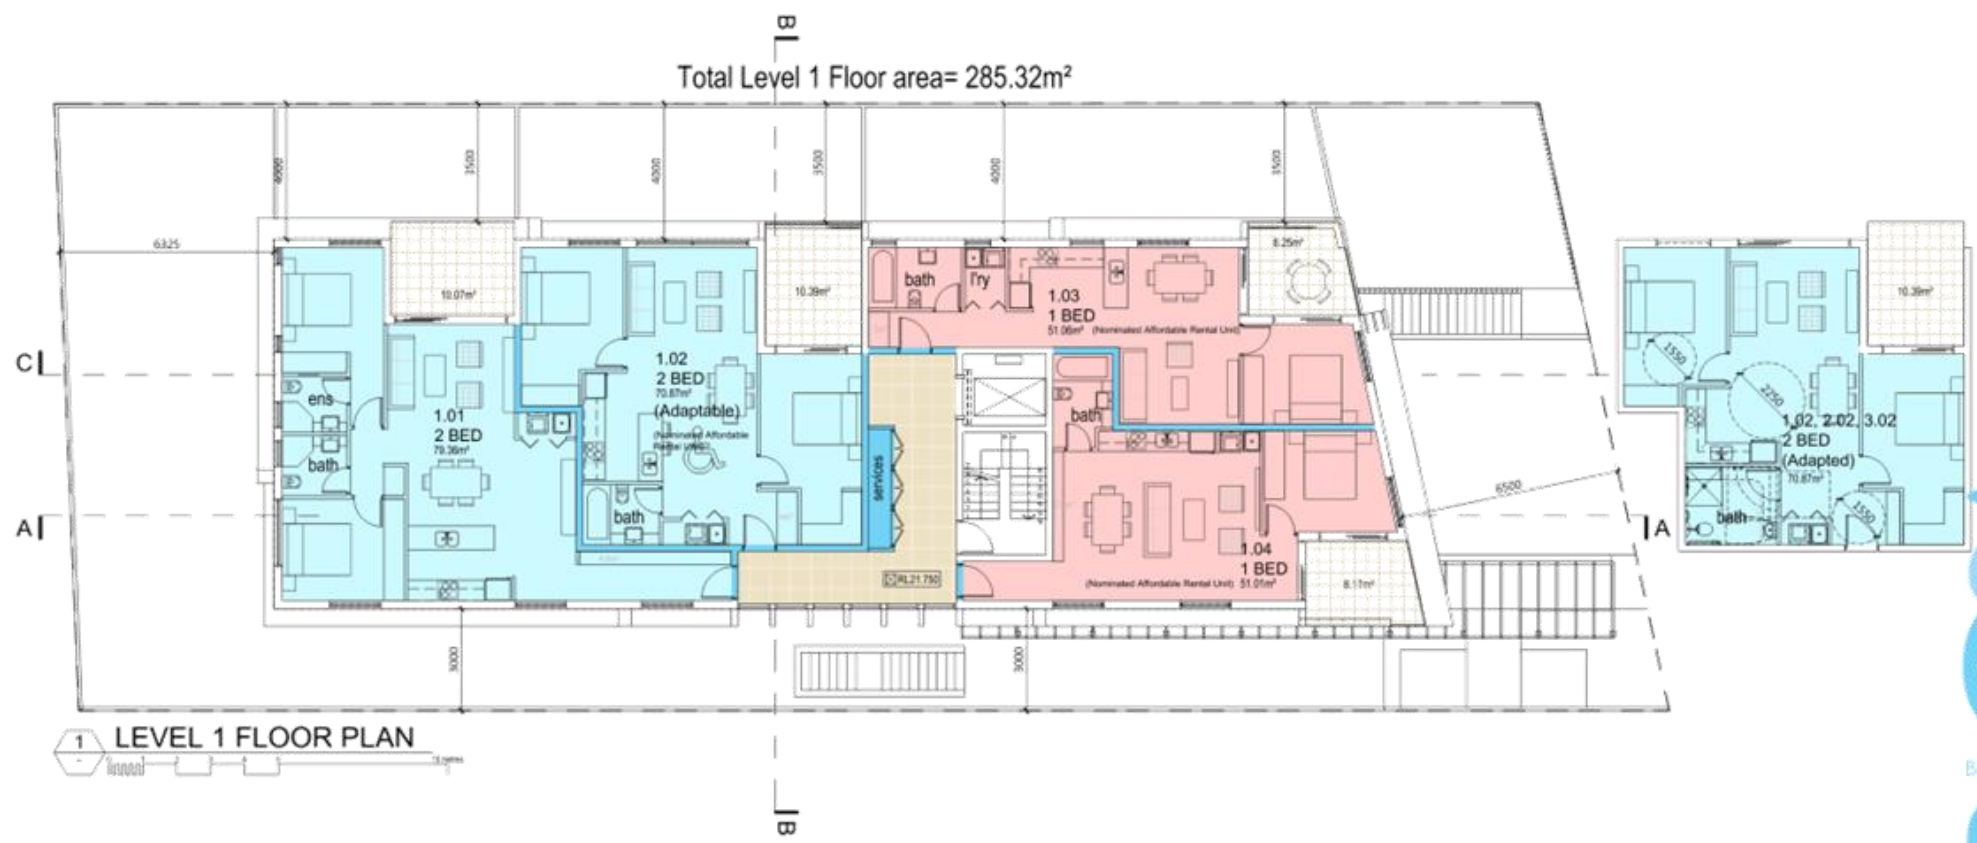 B
Total Level 1 Floor area= 285.32m²
4000
3500
4000
3500
4000
3500
6325
10.07m²
10.39m²
8.25m²
10.39m²
bath
l'ry
1.03
1 BED
51.06m² (Nominated Affordable Rental Unit)
1550
C
1.02
2 BED
70.87m²
(Adaptable)
(Nominated Affordable
2250
ens
1.01
2 BED
79.36m²
bath
1.02, 2.02, 3.02
2 BED
(Adapted)
70.87m²
bath
services
6500
1550
A
bath
bath
A
1.04
1 BED
(Nominated Affordable Rental Unit) 51.01m²
RL21.750
8.17m²
3000
3000
1
LEVEL 1 FLOOR PLAN
10 metres
B
B